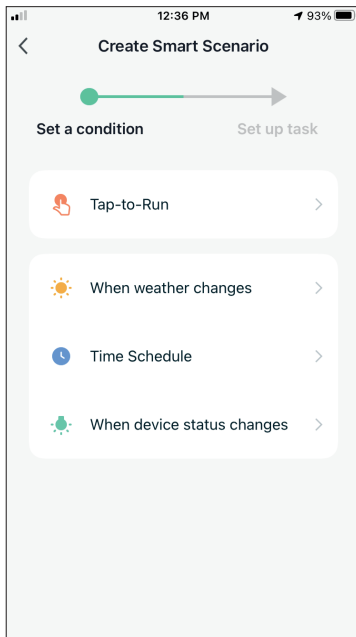 12:36 PM
93%
Create Smart Scenario
Set a condition
Set up task
Tap-to-Run
When weather changes
Time Schedule
When device status changes